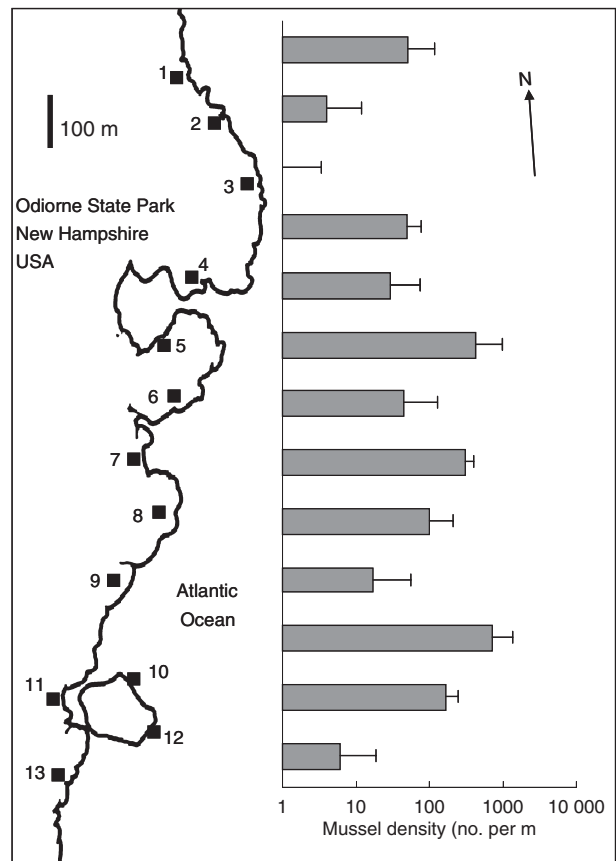 1
N
2
100 m
3
Odiorne State Park
New Hampshire
USA
4
5
6
7
8
9
Atlantic
Ocean
10
11
12
13
1 10 100 1000 10 000
Mussel density (no. per m